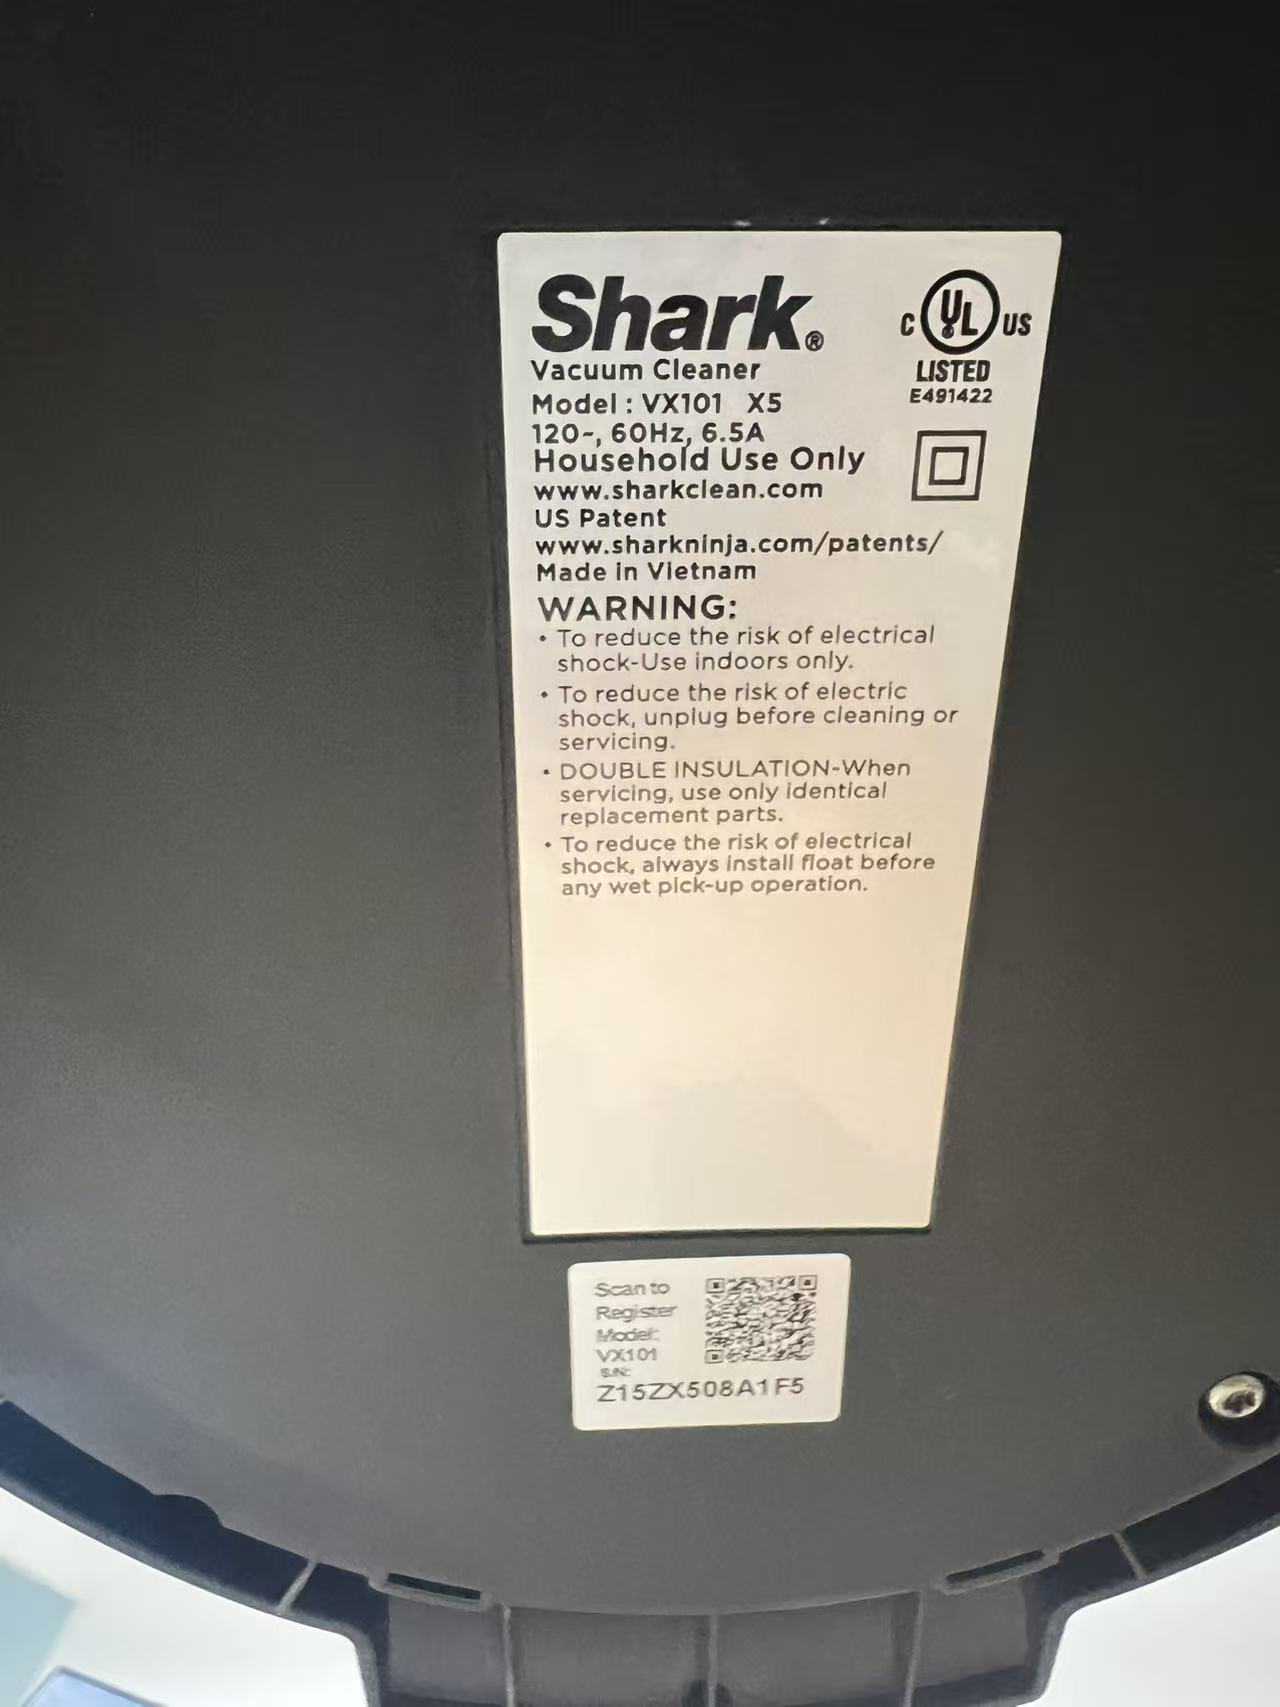 Shark®
Vacuum Cleaner
Model : VX101 X5
120~, 60Hz, 6.5A
Household Use Only
www.sharkclean.com
US Patent
www.sharkninja.com/patents/
Made in Vietnam
C UL US
LISTED
E491422
WARNING:
• To reduce the risk of electrical
shock-Use indoors only.
• To reduce the risk of electric
shock, unplug before cleaning or
servicing.
• DOUBLE INSULATION-When
servicing, use only identical
replacement parts.
• To reduce the risk of electrical
shock, always install float before
any wet pick-up operation.
Scan to
Register
Model:
VX101
S/N:
Z15ZX508A1F5